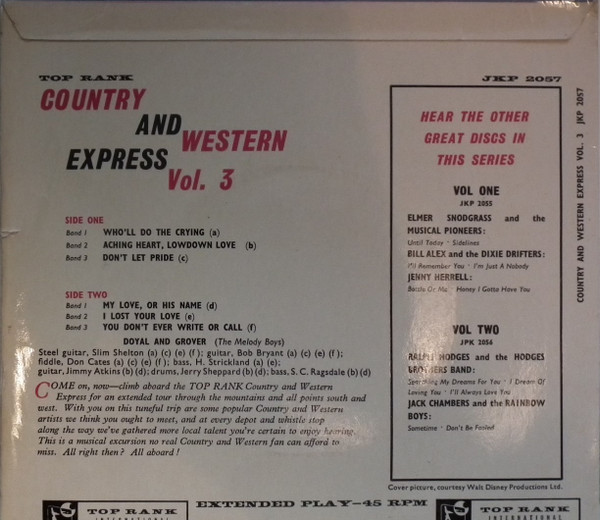 TOP RANK
JKP 2057
COUNTRY
AND
WESTERN
EXPRESS
Vol. 3
SIDE ONE
Band 1 WHO'LL DO THE CRYING (a)
Band 2 ACHING HEART, LOWDOWN LOVE (b)
Band 3 DON'T LET PRIDE (c)
SIDE TWO
Band 1 MY LOVE, OR HIS NAME (d)
Band 2 I LOST YOUR LOVE (e)
Band 3 YOU DON'T EVER WRITE OR CALL (f)
DOYAL AND GROVER (The Melody Boys)
Steel guitar, Slim Shelton (a) (c) (e) (f); guitar, Bob Bryant (a) (c) (e) (f);
fiddle, Don Cates (a) (c) (e) (f); bass, H. Strickland (a) (e);
guitar, Jimmy Atkins (b) (d); drums, Jerry Sheppard (b) (d); bass, S. C. Ragsdale (b) (d)
COME on, now—climb aboard the TOP RANK Country and Western
Express for an extended tour through the mountains and all points south and
west. With you on this tuneful trip are some popular Country and Western
artists we think you ought to meet, and at every depot and whistle stop
along the way we've gathered more local talent you're certain to enjoy hearing.
This is a musical excursion no real Country and Western fan can afford to
miss. All right then? All aboard!
HEAR THE OTHER
GREAT DISCS IN
THIS SERIES
VOL ONE
JKP 2055
ELMER SNODGRASS and the
MUSICAL PIONEERS:
Until Today - Sidelines
BILL ALEX and the DIXIE DRIFTERS:
I'll Remember You - I'm Just A Nobody
JENNY HERRELL:
Battle Of Me - Honey I Gotta Have You
VOL TWO
JPK 2056
RALPH HODGES and the HODGES
BROTHERS BAND:
Searching My Dreams For You - I Dream Of
Loving You - I'll Always Love You
JACK CHAMBERS and the RAINBOW
BOYS:
Sometime - Don't Be Fooled
Cover picture, courtesy Walt Disney Productions Ltd.
COUNTRY AND WESTERN EXPRESS VOL. 3 JKP 2057
TOP RANK
INTERNATIONAL
EXTENDED PLAY—45 RPM
TOP RANK
INTERNATIONAL